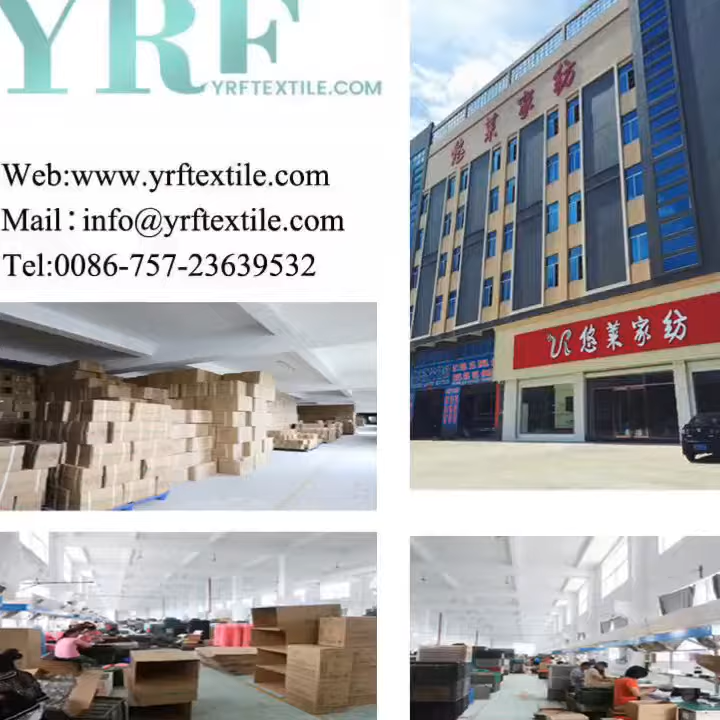 YRF
YRFTEXTILE.COM
Web:www.yrftextile.com
Mail：info@yrftextile.com
Tel:0086-757-23639532
悠莱家纺
悠莱家纺